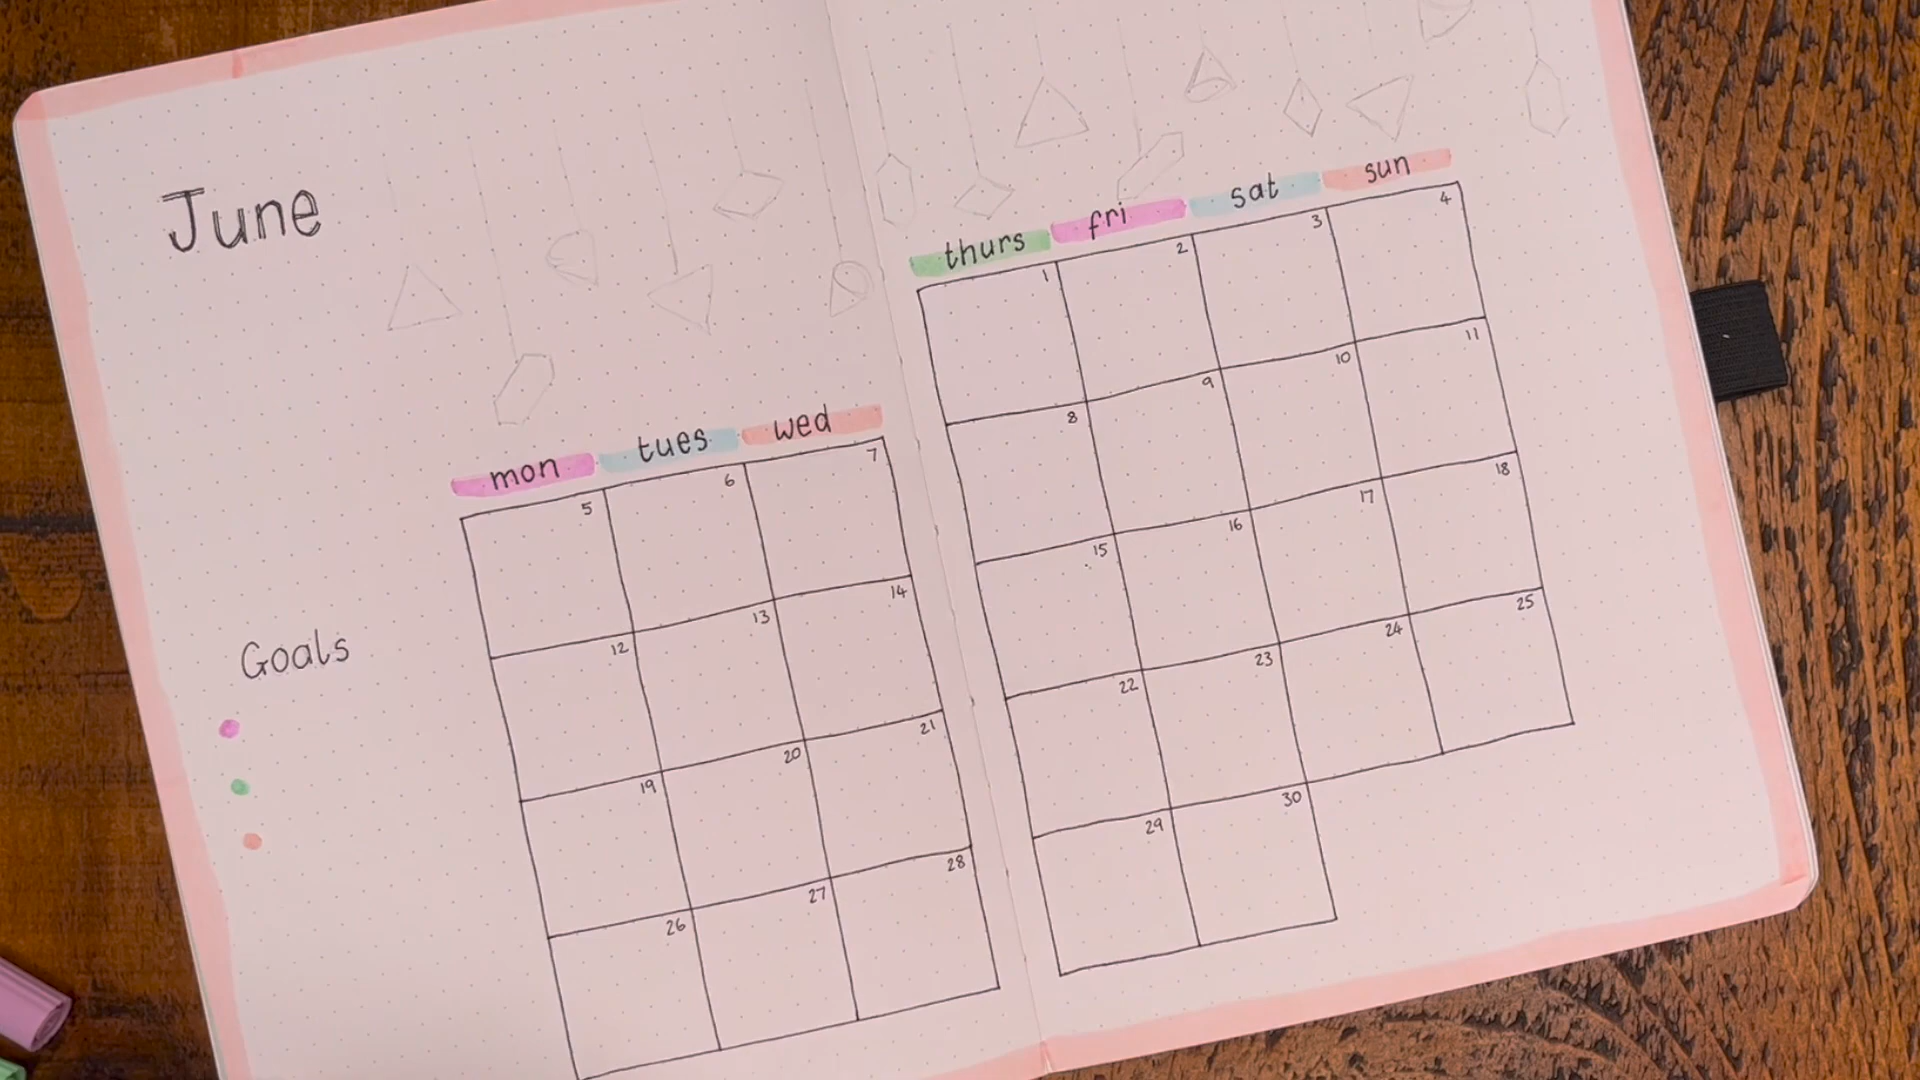 June
mon tues wed thurs fri sat sun
1 2 3 4
5 6 7 8 9 10 11
12 13 14 15 16 17 18
19 20 21 22 23 24 25
26 27 28 29 30
Goals